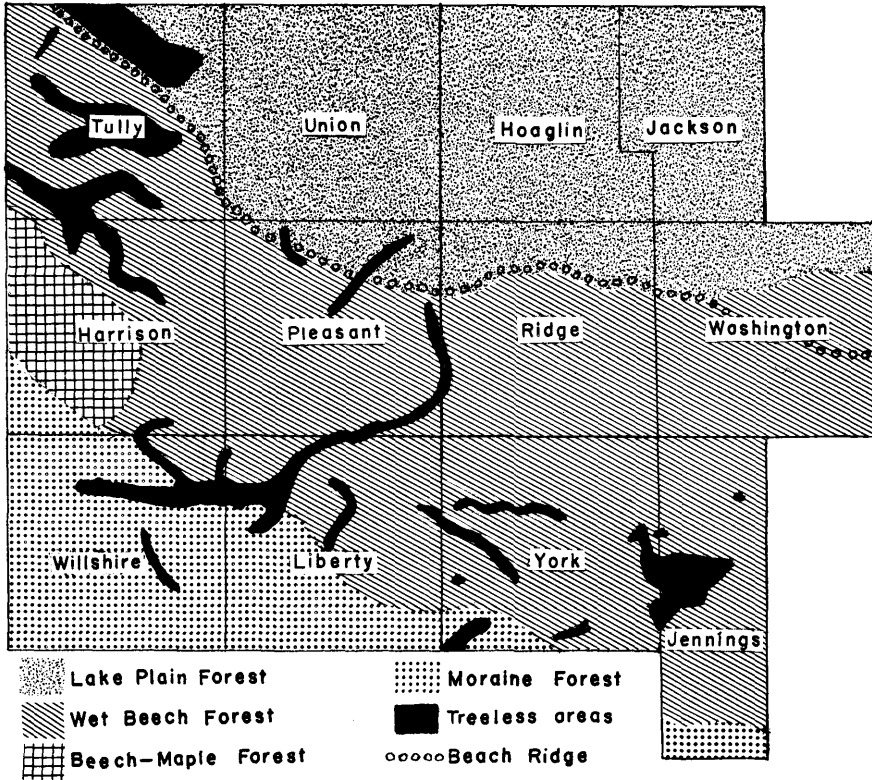 Tully
Union
Hoaglin
Jackson
Harrison
Pleasant
Ridge
Washington
Willshire
Liberty
York
Jennings
Lake Plain Forest
Wet Beech Forest
Beech-Maple Forest
Moraine Forest
Treeless areas
Beach Ridge